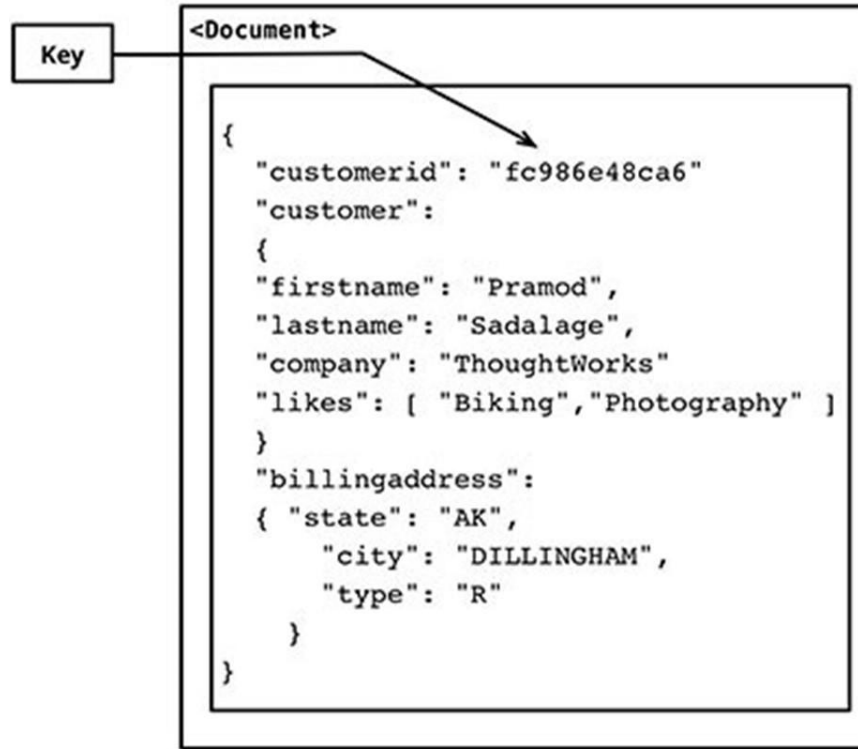 <Document>
Key
{
"customerid": "fc986e48ca6"
"customer":
{
"firstname": "Pramod",
"lastname": "Sadalage",
"company": "ThoughtWorks"
"likes": [ "Biking","Photography" ]
}
"billingaddress":
{ "state": "AK",
"city": "DILLINGHAM",
"type": "R"
}
}